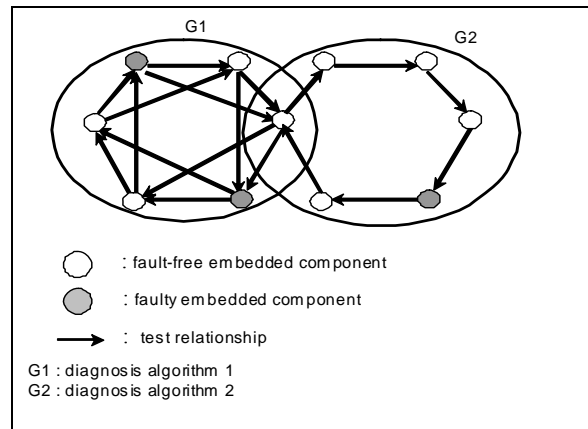 G1
G2
: fault-free embedded component
: faulty embedded component
: test relationship
G1 : diagnosis algorithm 1
G2 : diagnosis algorithm 2